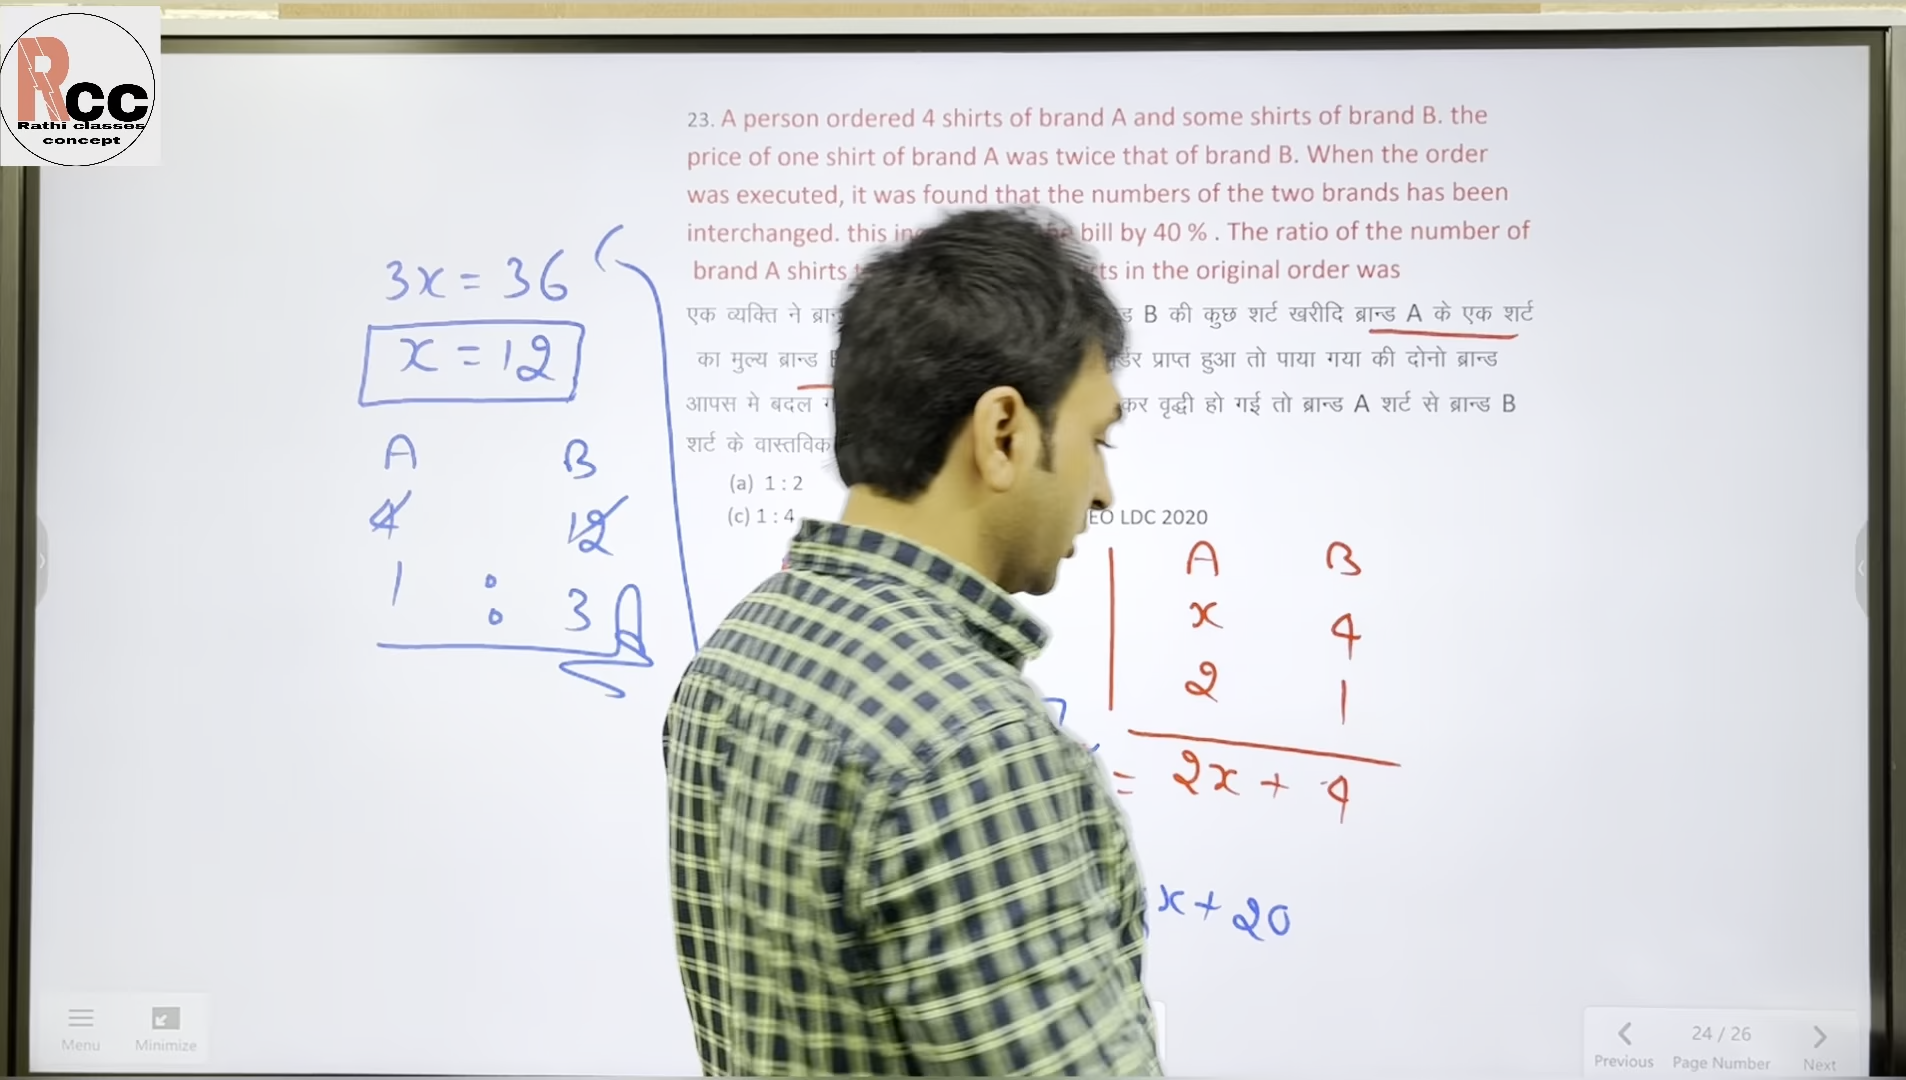 Rcc
Rathi classes
concept
23. A person ordered 4 shirts of brand A and some shirts of brand B. the
price of one shirt of brand A was twice that of brand B. When the order
was executed, it was found that the numbers of the two brands has been
interchanged. this bill by 40 % . The ratio of the number of
brand A shirts in the original order was
एक व्यक्ति ने B की कुछ शर्ट खरीदि ब्रान्ड A के एक शर्ट
का मुल्य ब्रान्ड प्राप्त हुआ तो पाया गया की दोनो ब्रान्ड
आपस मे बदल कर वृद्धी हो गई तो ब्रान्ड A शर्ट से ब्रान्ड B
शर्ट के वास्तविक
(a) 1 : 2
(c) 1 : 4 LDC 2020
3x = 36
x = 12
A B
4 12
1 : 3 A
A B
x 4
2 1
= 2x + 4
x + 20
Menu
Minimize
24 / 26
Previous Page Number Next